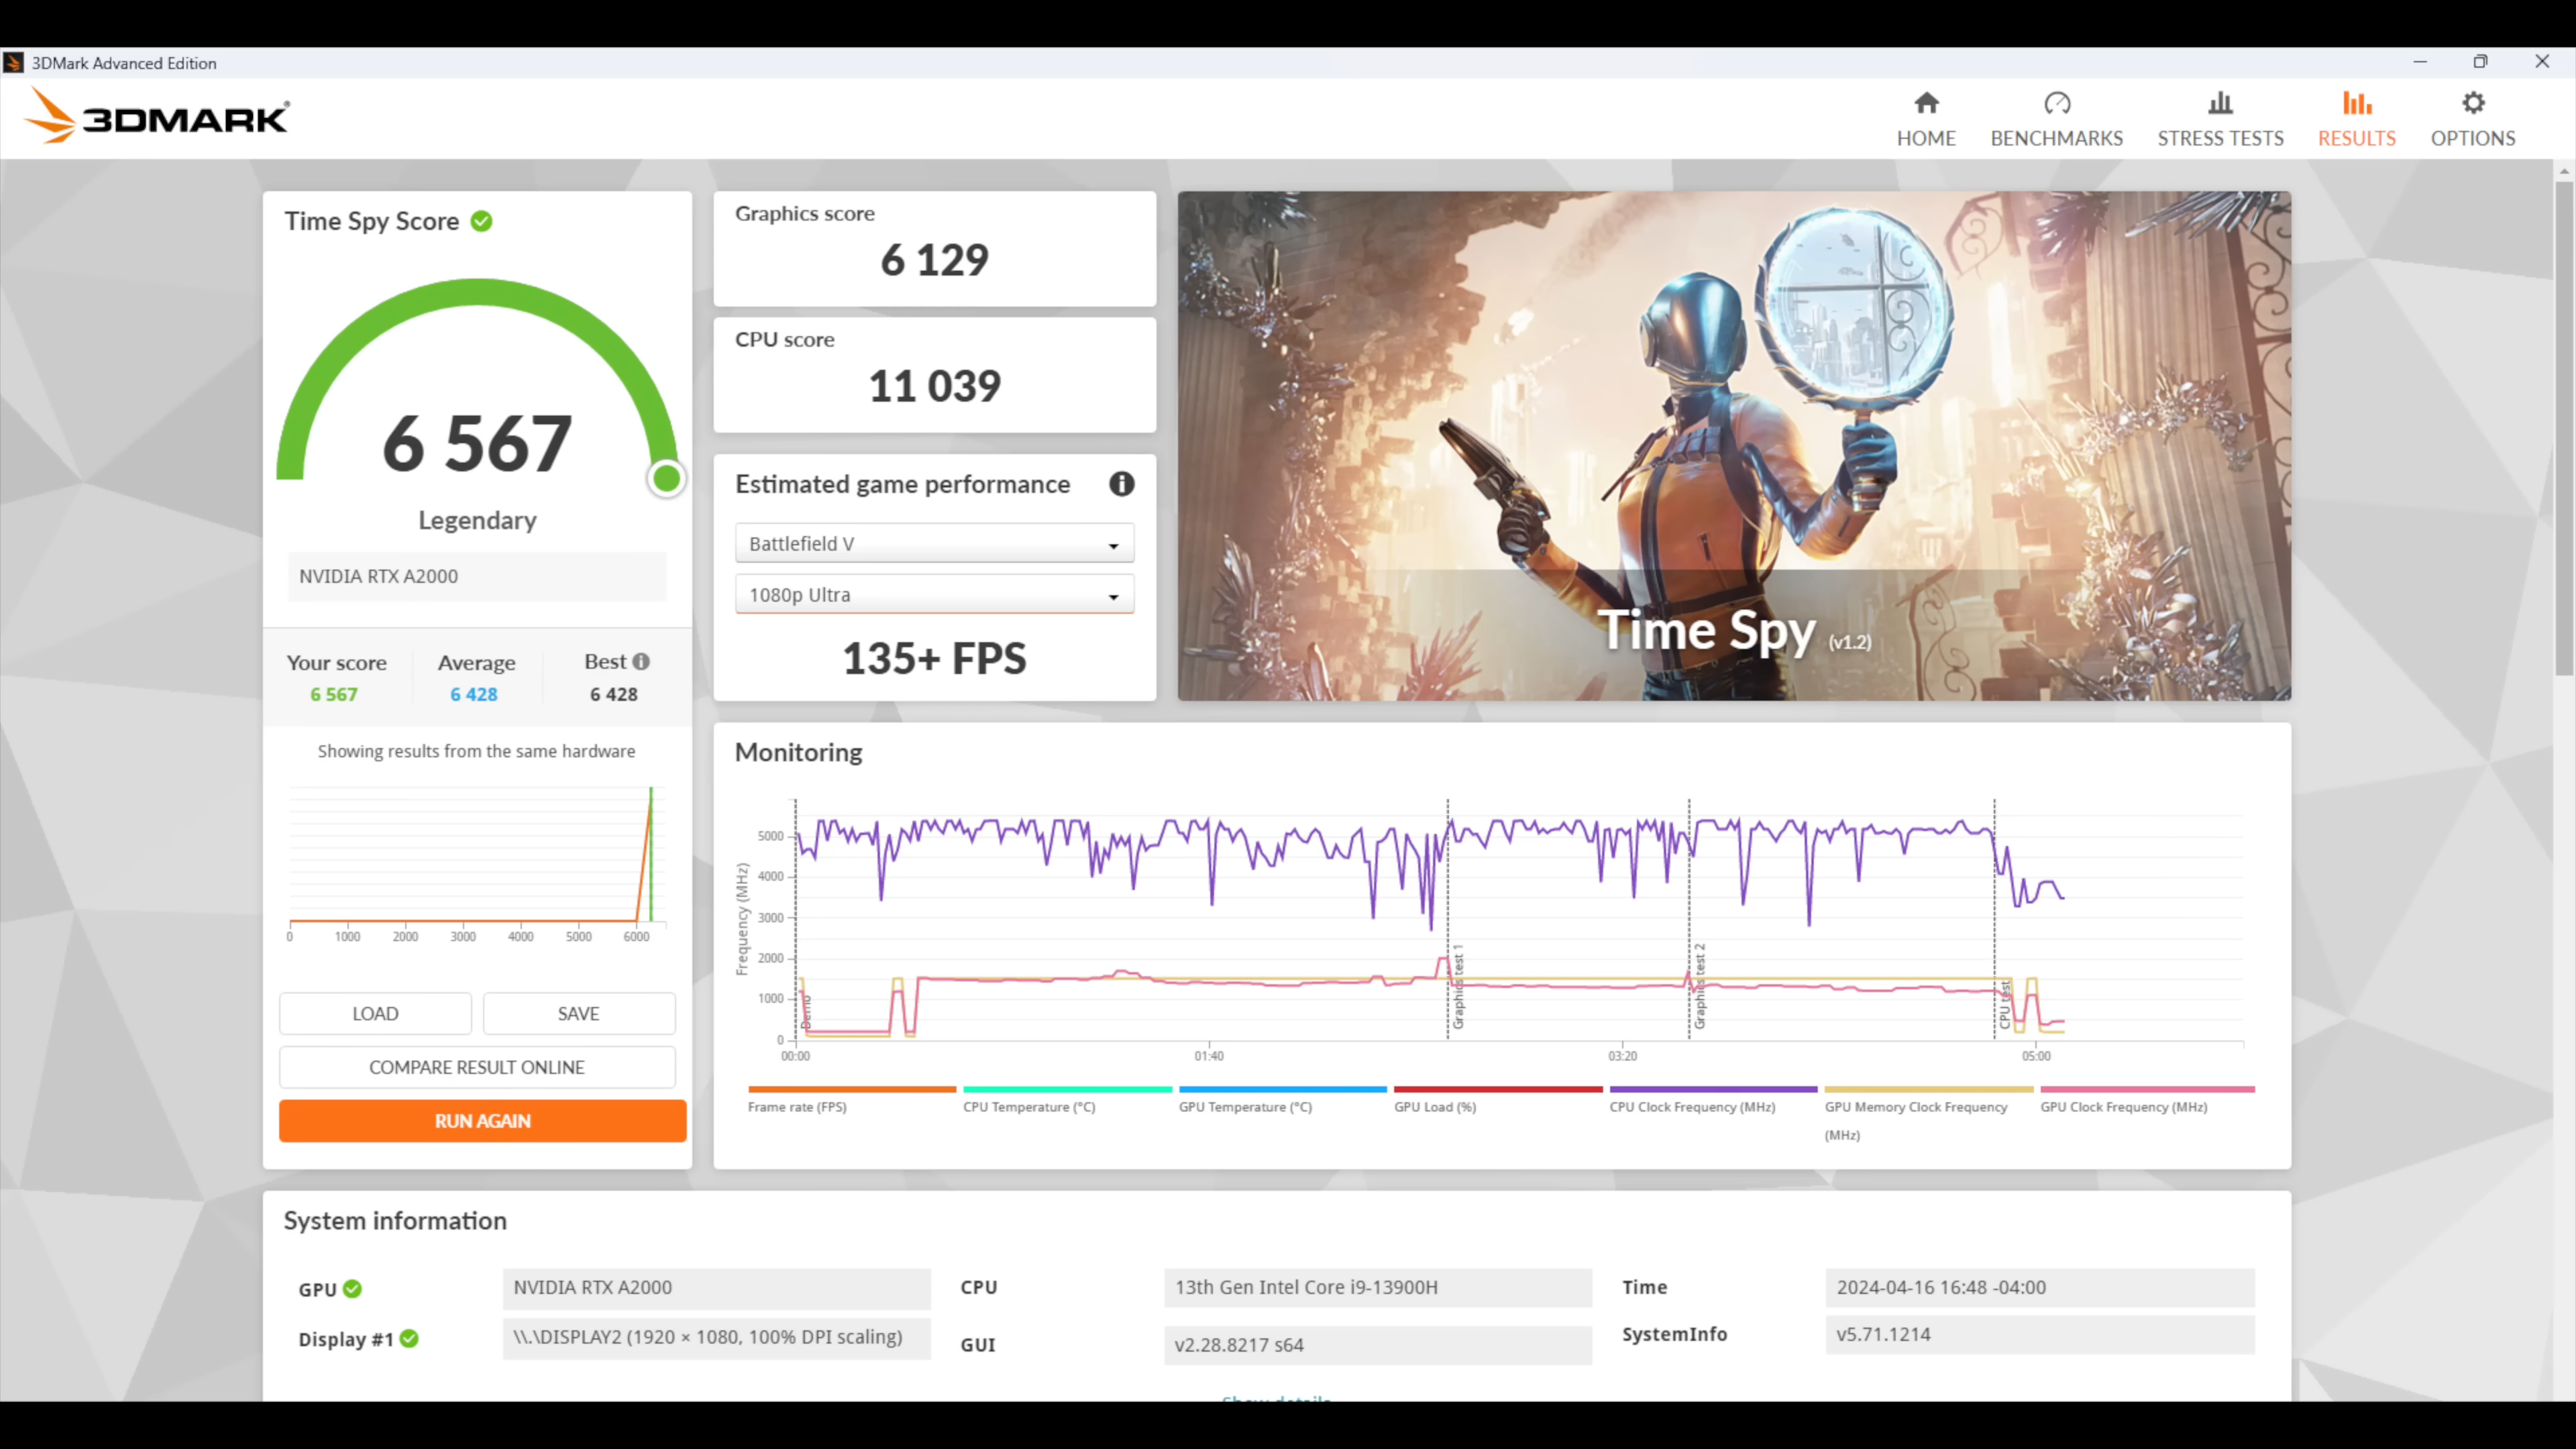 3DMark Advanced Edition
3DMARK®
HOME
BENCHMARKS
STRESS TESTS
RESULTS
OPTIONS
Time Spy Score
6 567
Legendary
NVIDIA RTX A2000
Your score
6 567
Average
6 428
Best
6 428
Showing results from the same hardware
0 1000 2000 3000 4000 5000 6000
LOAD
SAVE
COMPARE RESULT ONLINE
RUN AGAIN
Graphics score
6 129
CPU score
11 039
Estimated game performance
Battlefield V
1080p Ultra
135+ FPS
Time Spy (v1.2)
Monitoring
Frequency (MHz)
5000
4000
3000
2000
1000
0
Demo
Graphics test 1
Graphics test 2
CPU test
00:00 01:40 03:20 05:00
Frame rate (FPS)
CPU Temperature (°C)
GPU Temperature (°C)
GPU Load (%)
CPU Clock Frequency (MHz)
GPU Memory Clock Frequency
(MHz)
GPU Clock Frequency (MHz)
System information
GPU
NVIDIA RTX A2000
Display #1
\\.\DISPLAY2 (1920 × 1080, 100% DPI scaling)
CPU
13th Gen Intel Core i9-13900H
GUI
v2.28.8217 s64
Time
2024-04-16 16:48 -04:00
SystemInfo
v5.71.1214
Show details